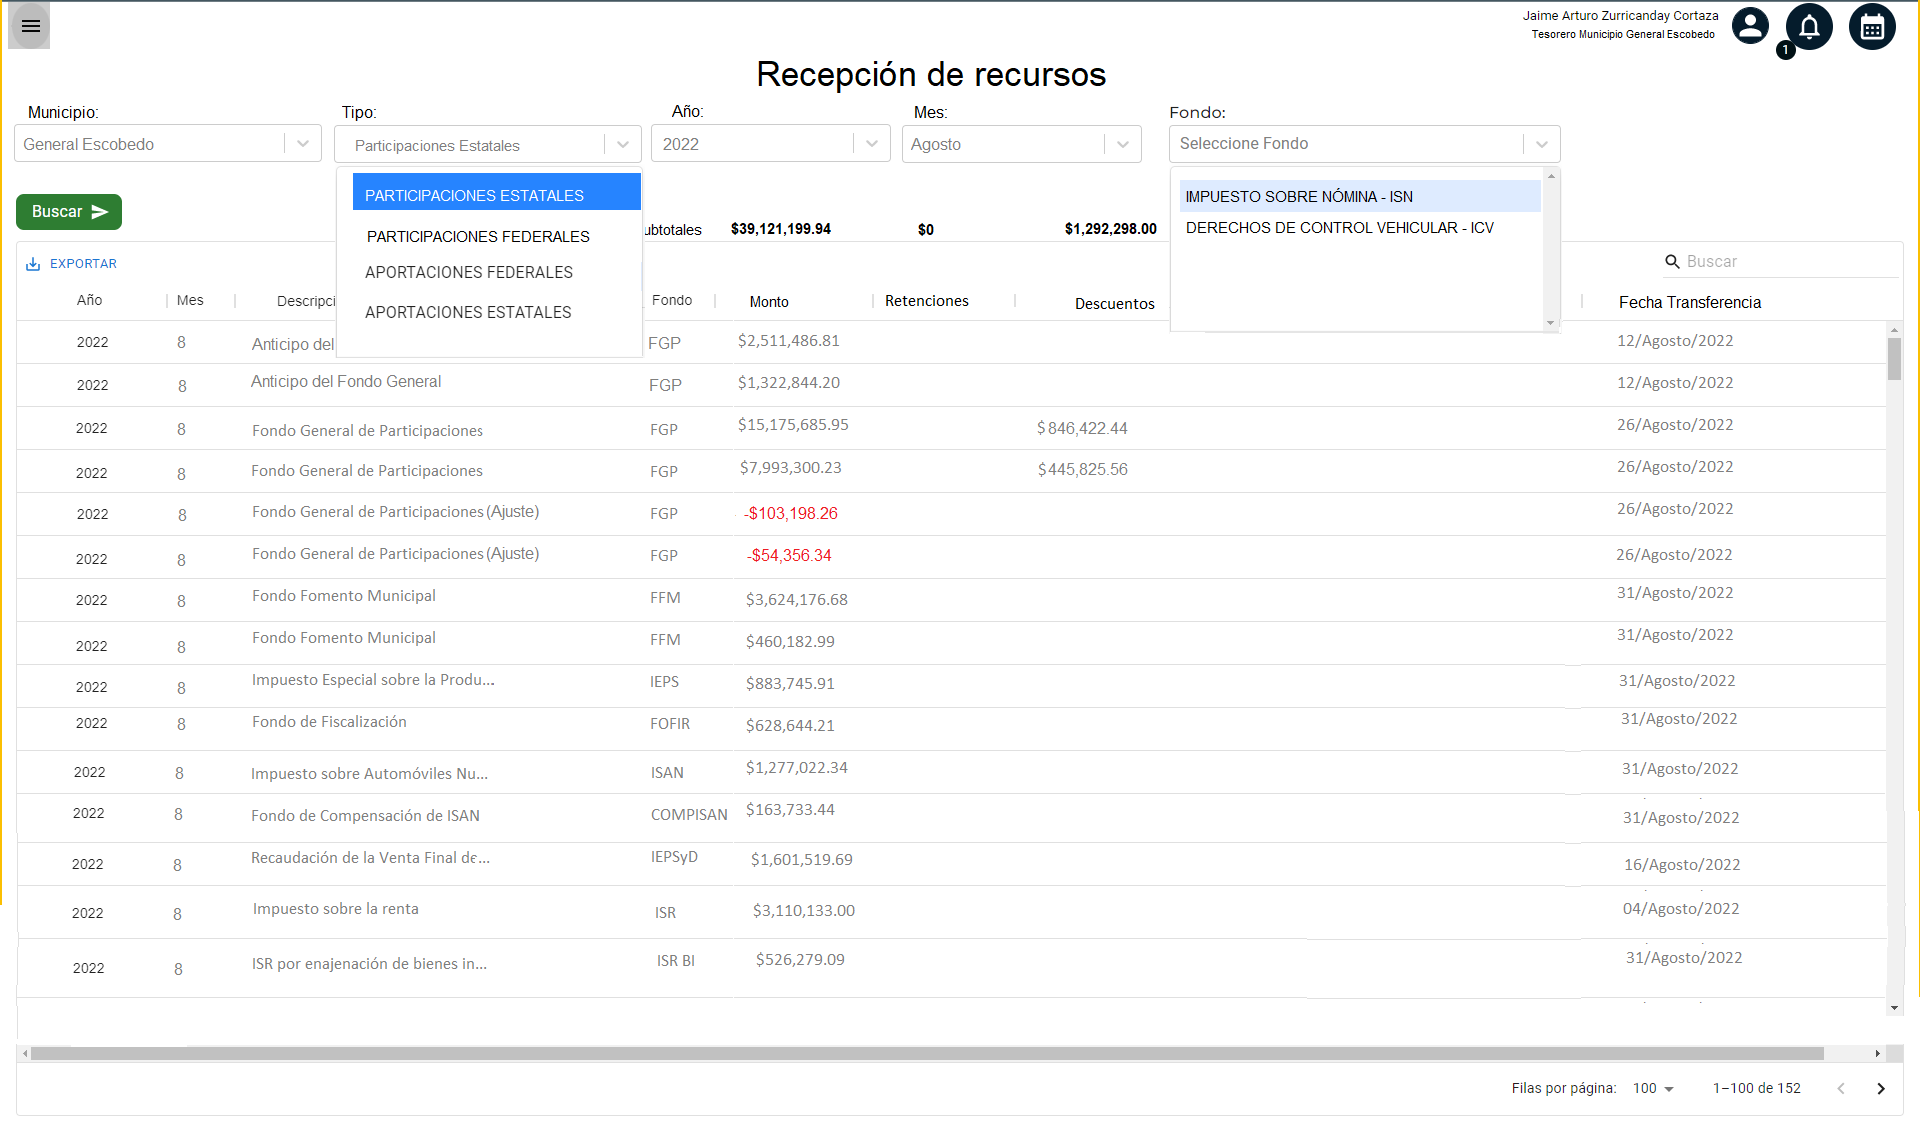 Jaime Arturo Zurricanday Cortaza
Tesorero Municipio General Escobedo
1
Recepción de recursos
Municipio: Tipo: Año: Mes: Fondo:
General Escobedo Participaciones Estatales 2022 Agosto Seleccione Fondo
PARTICIPACIONES ESTATALES
PARTICIPACIONES FEDERALES
APORTACIONES FEDERALES
APORTACIONES ESTATALES
IMPUESTO SOBRE NÓMINA - ISN
DERECHOS DE CONTROL VEHICULAR - ICV
Buscar
ubtotales $39,121,199.94 $0 $1,292,298.00
EXPORTAR Buscar
Año Mes Descripci Fondo Monto Retenciones Descuentos Fecha Transferencia
2022 8 Anticipo del FGP $2,511,486.81 12/Agosto/2022
2022 8 Anticipo del Fondo General FGP $1,322,844.20 12/Agosto/2022
2022 8 Fondo General de Participaciones FGP $15,175,685.95 $846,422.44 26/Agosto/2022
2022 8 Fondo General de Participaciones FGP $7,993,300.23 $445,825.56 26/Agosto/2022
2022 8 Fondo General de Participaciones (Ajuste) FGP -$103,198.26 26/Agosto/2022
2022 8 Fondo General de Participaciones (Ajuste) FGP -$54,356.34 26/Agosto/2022
2022 8 Fondo Fomento Municipal FFM $3,624,176.68 31/Agosto/2022
2022 8 Fondo Fomento Municipal FFM $460,182.99 31/Agosto/2022
2022 8 Impuesto Especial sobre la Produ... IEPS $883,745.91 31/Agosto/2022
2022 8 Fondo de Fiscalización FOFIR $628,644.21 31/Agosto/2022
2022 8 Impuesto sobre Automóviles Nu... ISAN $1,277,022.34 31/Agosto/2022
2022 8 Fondo de Compensación de ISAN COMPISAN $163,733.44 31/Agosto/2022
2022 8 Recaudación de la Venta Final de... IEPSyD $1,601,519.69 16/Agosto/2022
2022 8 Impuesto sobre la renta ISR $3,110,133.00 04/Agosto/2022
2022 8 ISR por enajenación de bienes in... ISR BI $526,279.09 31/Agosto/2022
Filas por página: 100 1–100 de 152